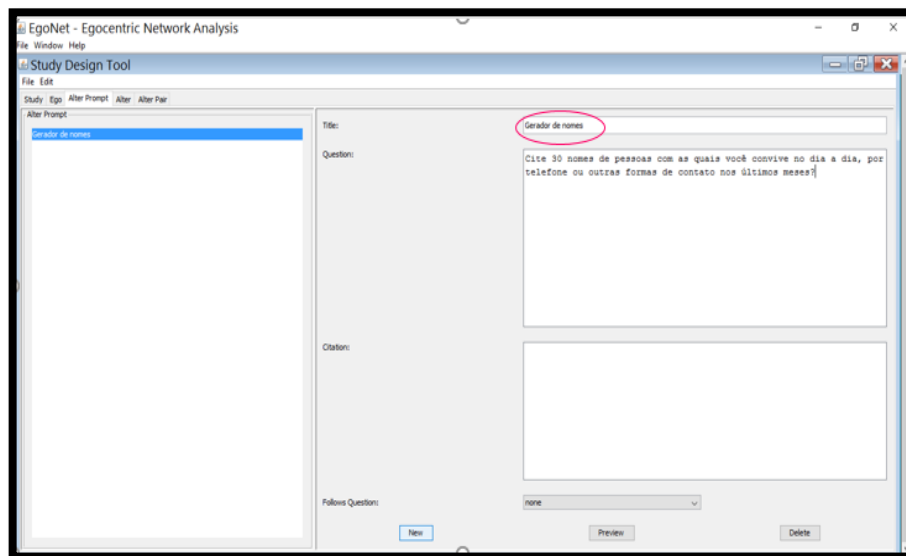 EgoNet - Egocentric Network Analysis
File Window Help
Study Design Tool
File Edit
Study Ego Alter Prompt Alter Alter Pair
Alter Prompt
Gerador de nomes
Title:
Gerador de nomes
Question:
Cite 30 nomes de pessoas com as quais você convive no dia a dia, por
telefone ou outras formas de contato nos últimos meses?
Citation:
Follows Question:
none
New
Preview
Delete